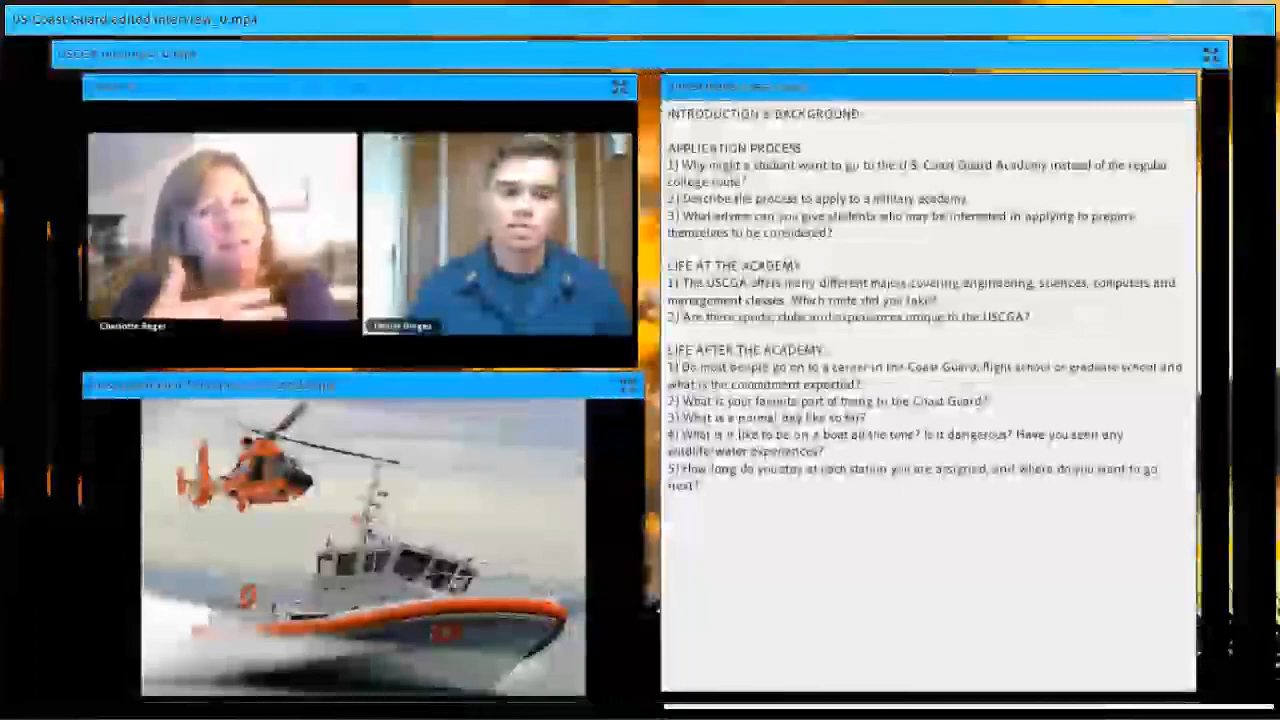 US Coast Guard edited interview_0.mp4
INTRODUCTION & BACKGROUND
APPLICATION PROCESS
1) Why might a student want to go to the U.S. Coast Guard Academy instead of the regular
college route?
2) Describe the process to apply to a military academy.
3) What advice can you give students who may be interested in applying to prepare
themselves to be considered?
LIFE AT THE ACADEMY
1) The USCGA offers many different majors covering engineering, sciences, computers and
management classes. Which route did you take?
2) Are there sports, clubs and experiences unique to the USCGA?
LIFE AFTER THE ACADEMY
1) Do most people go on to a career in the Coast Guard, flight school or graduate school and
what is the commitment expected?
2) What is your favorite part of being in the Coast Guard?
3) What is a normal day like so far?
4) What is it like to be on a boat all the time? Is it dangerous? Have you seen any
wildlife/water experiences?
5) How long do you stay at each station you are assigned, and where do you want to go
next?
Charlotte